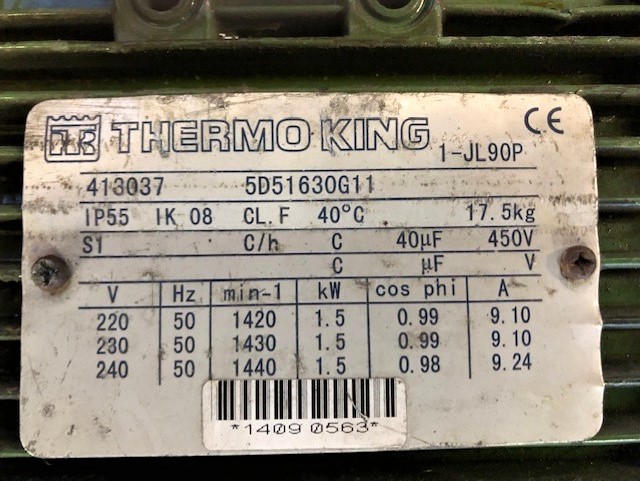 TK THERMO KING CE
1-JL90P
413037 5D51630G11
IP55 IK 08 CL.F 40°C 17.5kg
S1 C/h C 40μF 450V
C μF V
V Hz min-1 kW cos phi A
220 50 1420 1.5 0.99 9.10
230 50 1430 1.5 0.99 9.10
240 50 1440 1.5 0.98 9.24
*1409 0563*